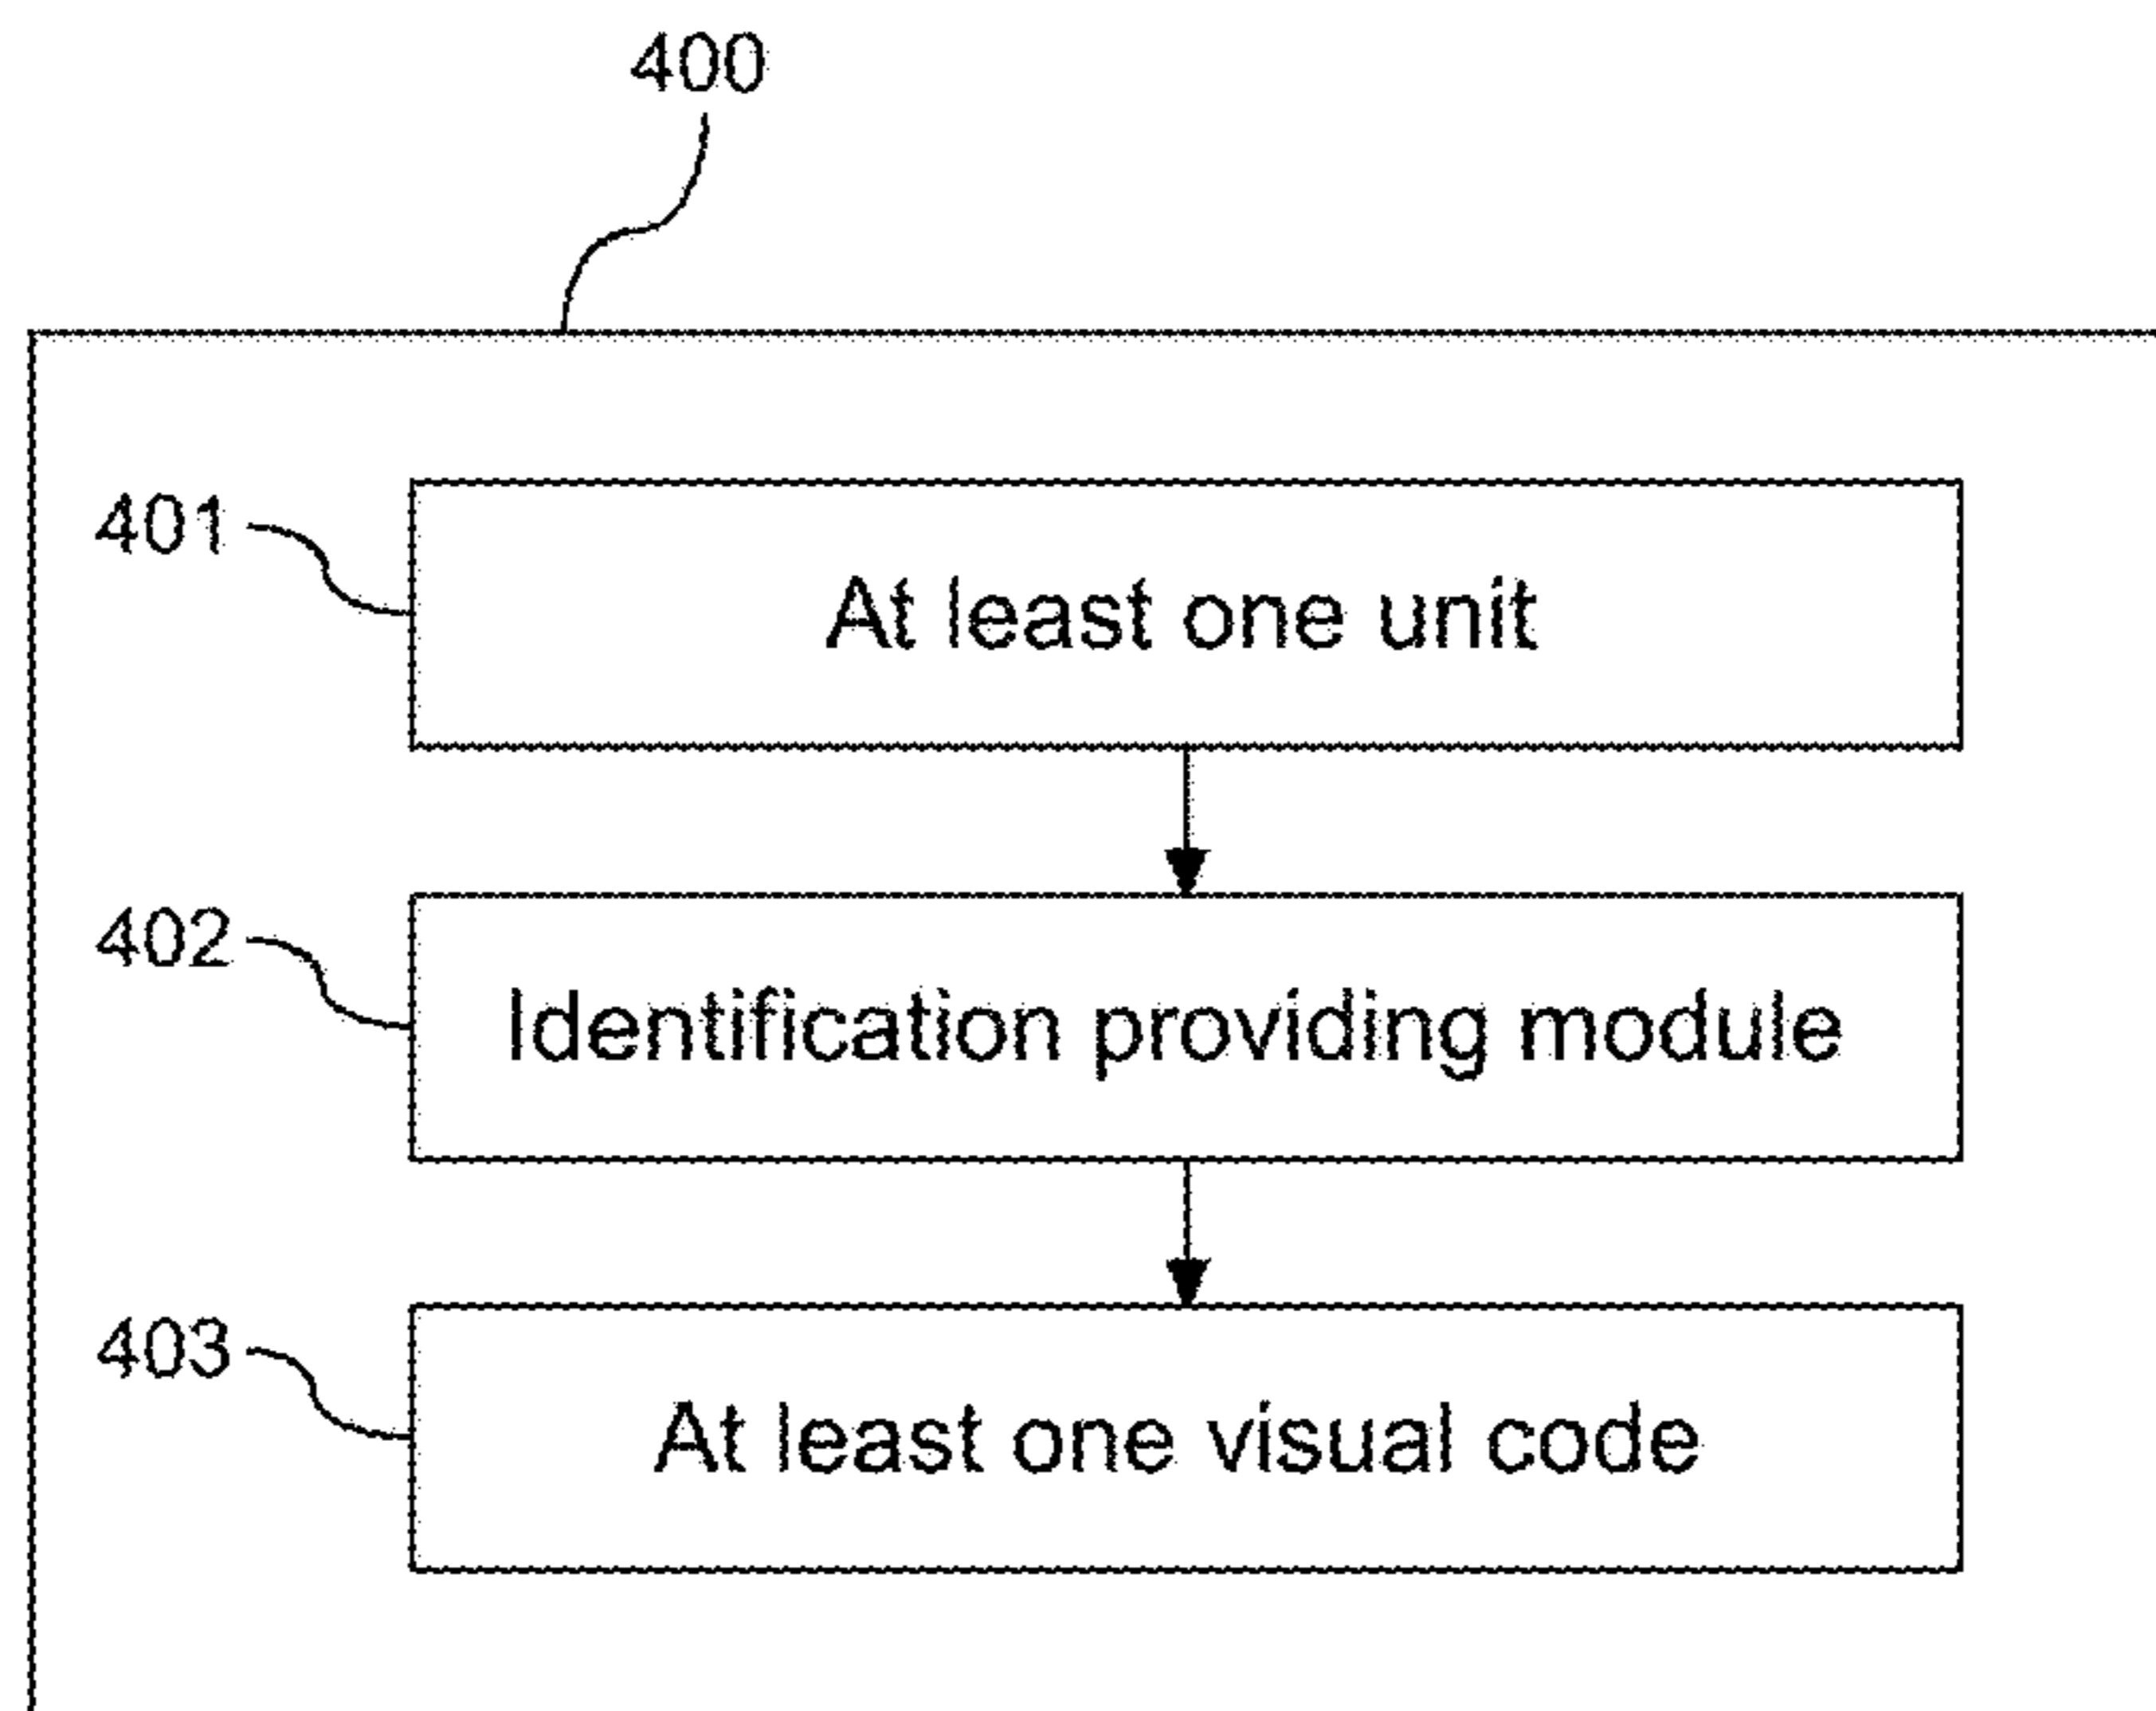 400
401
At least one unit
402
Identification providing module
403
At least one visual code